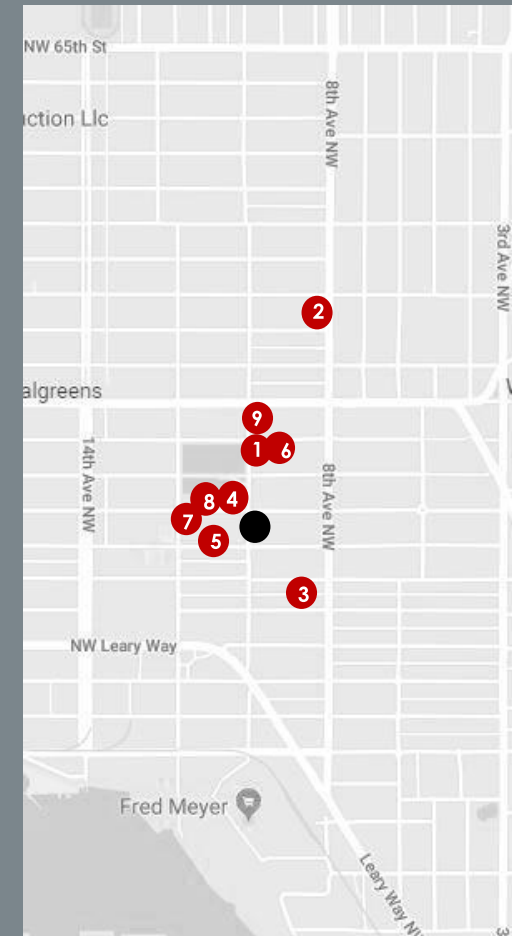 NW 65th St
8th Ave NW
uction Llc
3rd Ave NW
2
algreens
9
14th Ave NW
1
6
8th Ave NW
8
4
7
5
3
NW Leary Way
Fred Meyer
Leary Way N